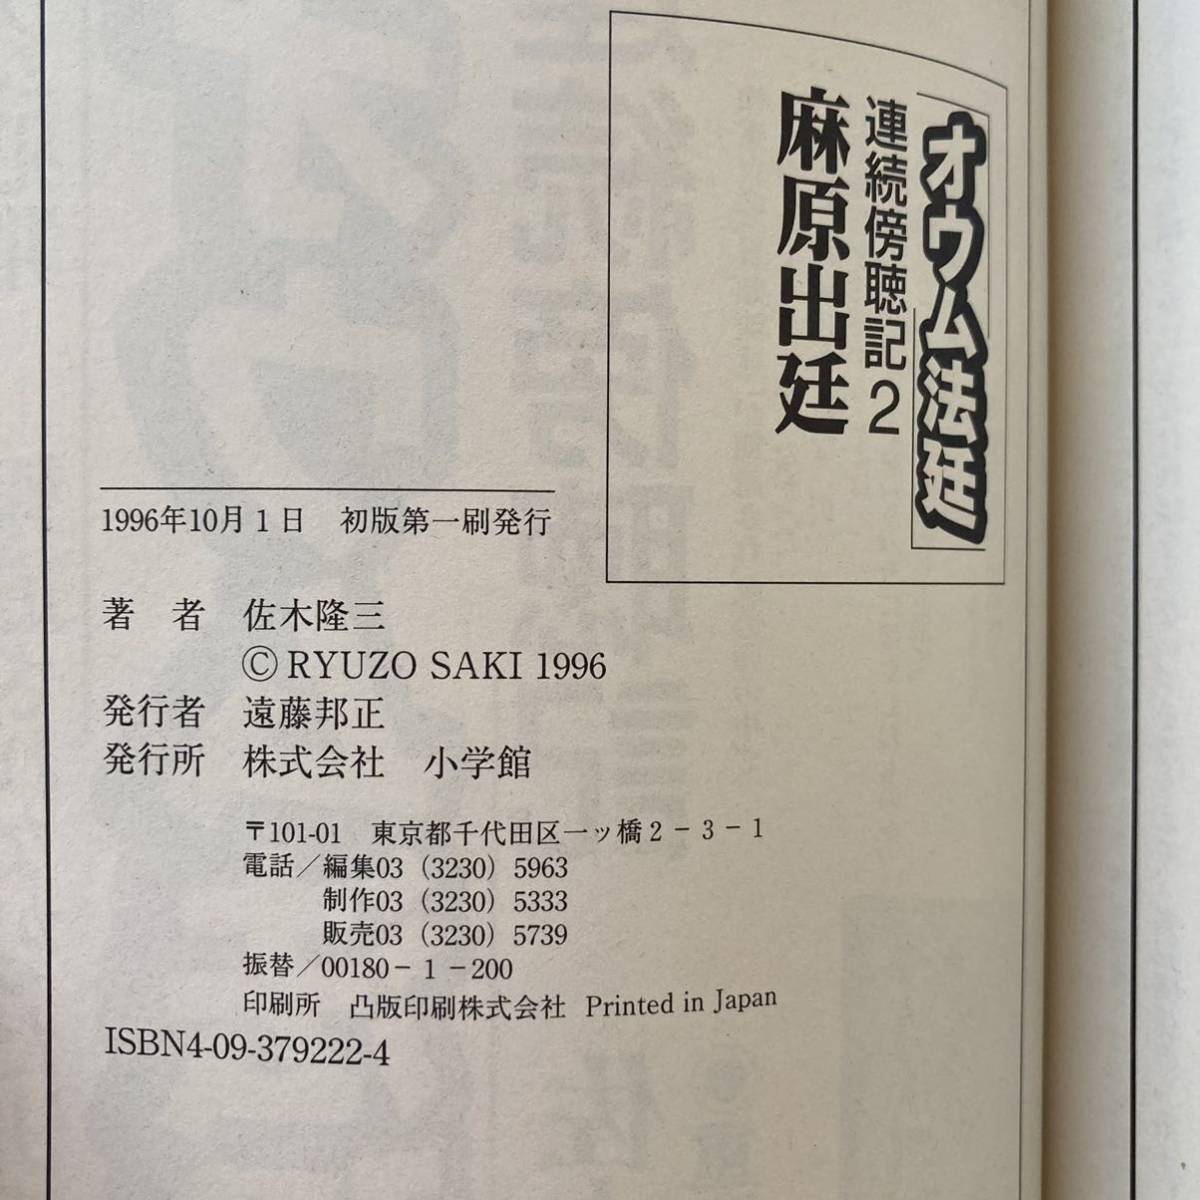 「オウム法廷」
連続傍聴記2
麻原出廷
1996年10月1日　初版第一刷発行
著　者　佐木隆三
Ⓒ RYUZO SAKI 1996
発行者　遠藤邦正
発行所　株式会社　小学館
〒101-01　東京都千代田区一ッ橋2－3－1
電話／編集03（3230）5963
制作03（3230）5333
販売03（3230）5739
振替／00180－1－200
印刷所　凸版印刷株式会社　Printed in Japan
ISBN4-09-379222-4